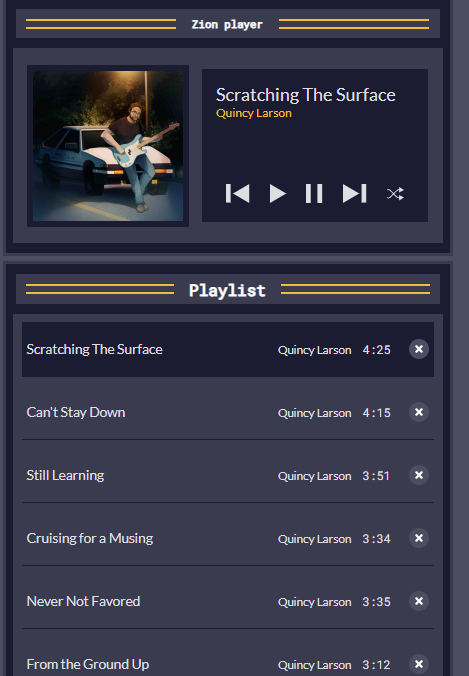 Zion player
Scratching The Surface
Quincy Larson
Playlist
Scratching The Surface Quincy Larson 4:25
Can't Stay Down Quincy Larson 4:15
Still Learning Quincy Larson 3:51
Cruising for a Musing Quincy Larson 3:34
Never Not Favored Quincy Larson 3:35
From the Ground Up Quincy Larson 3:12